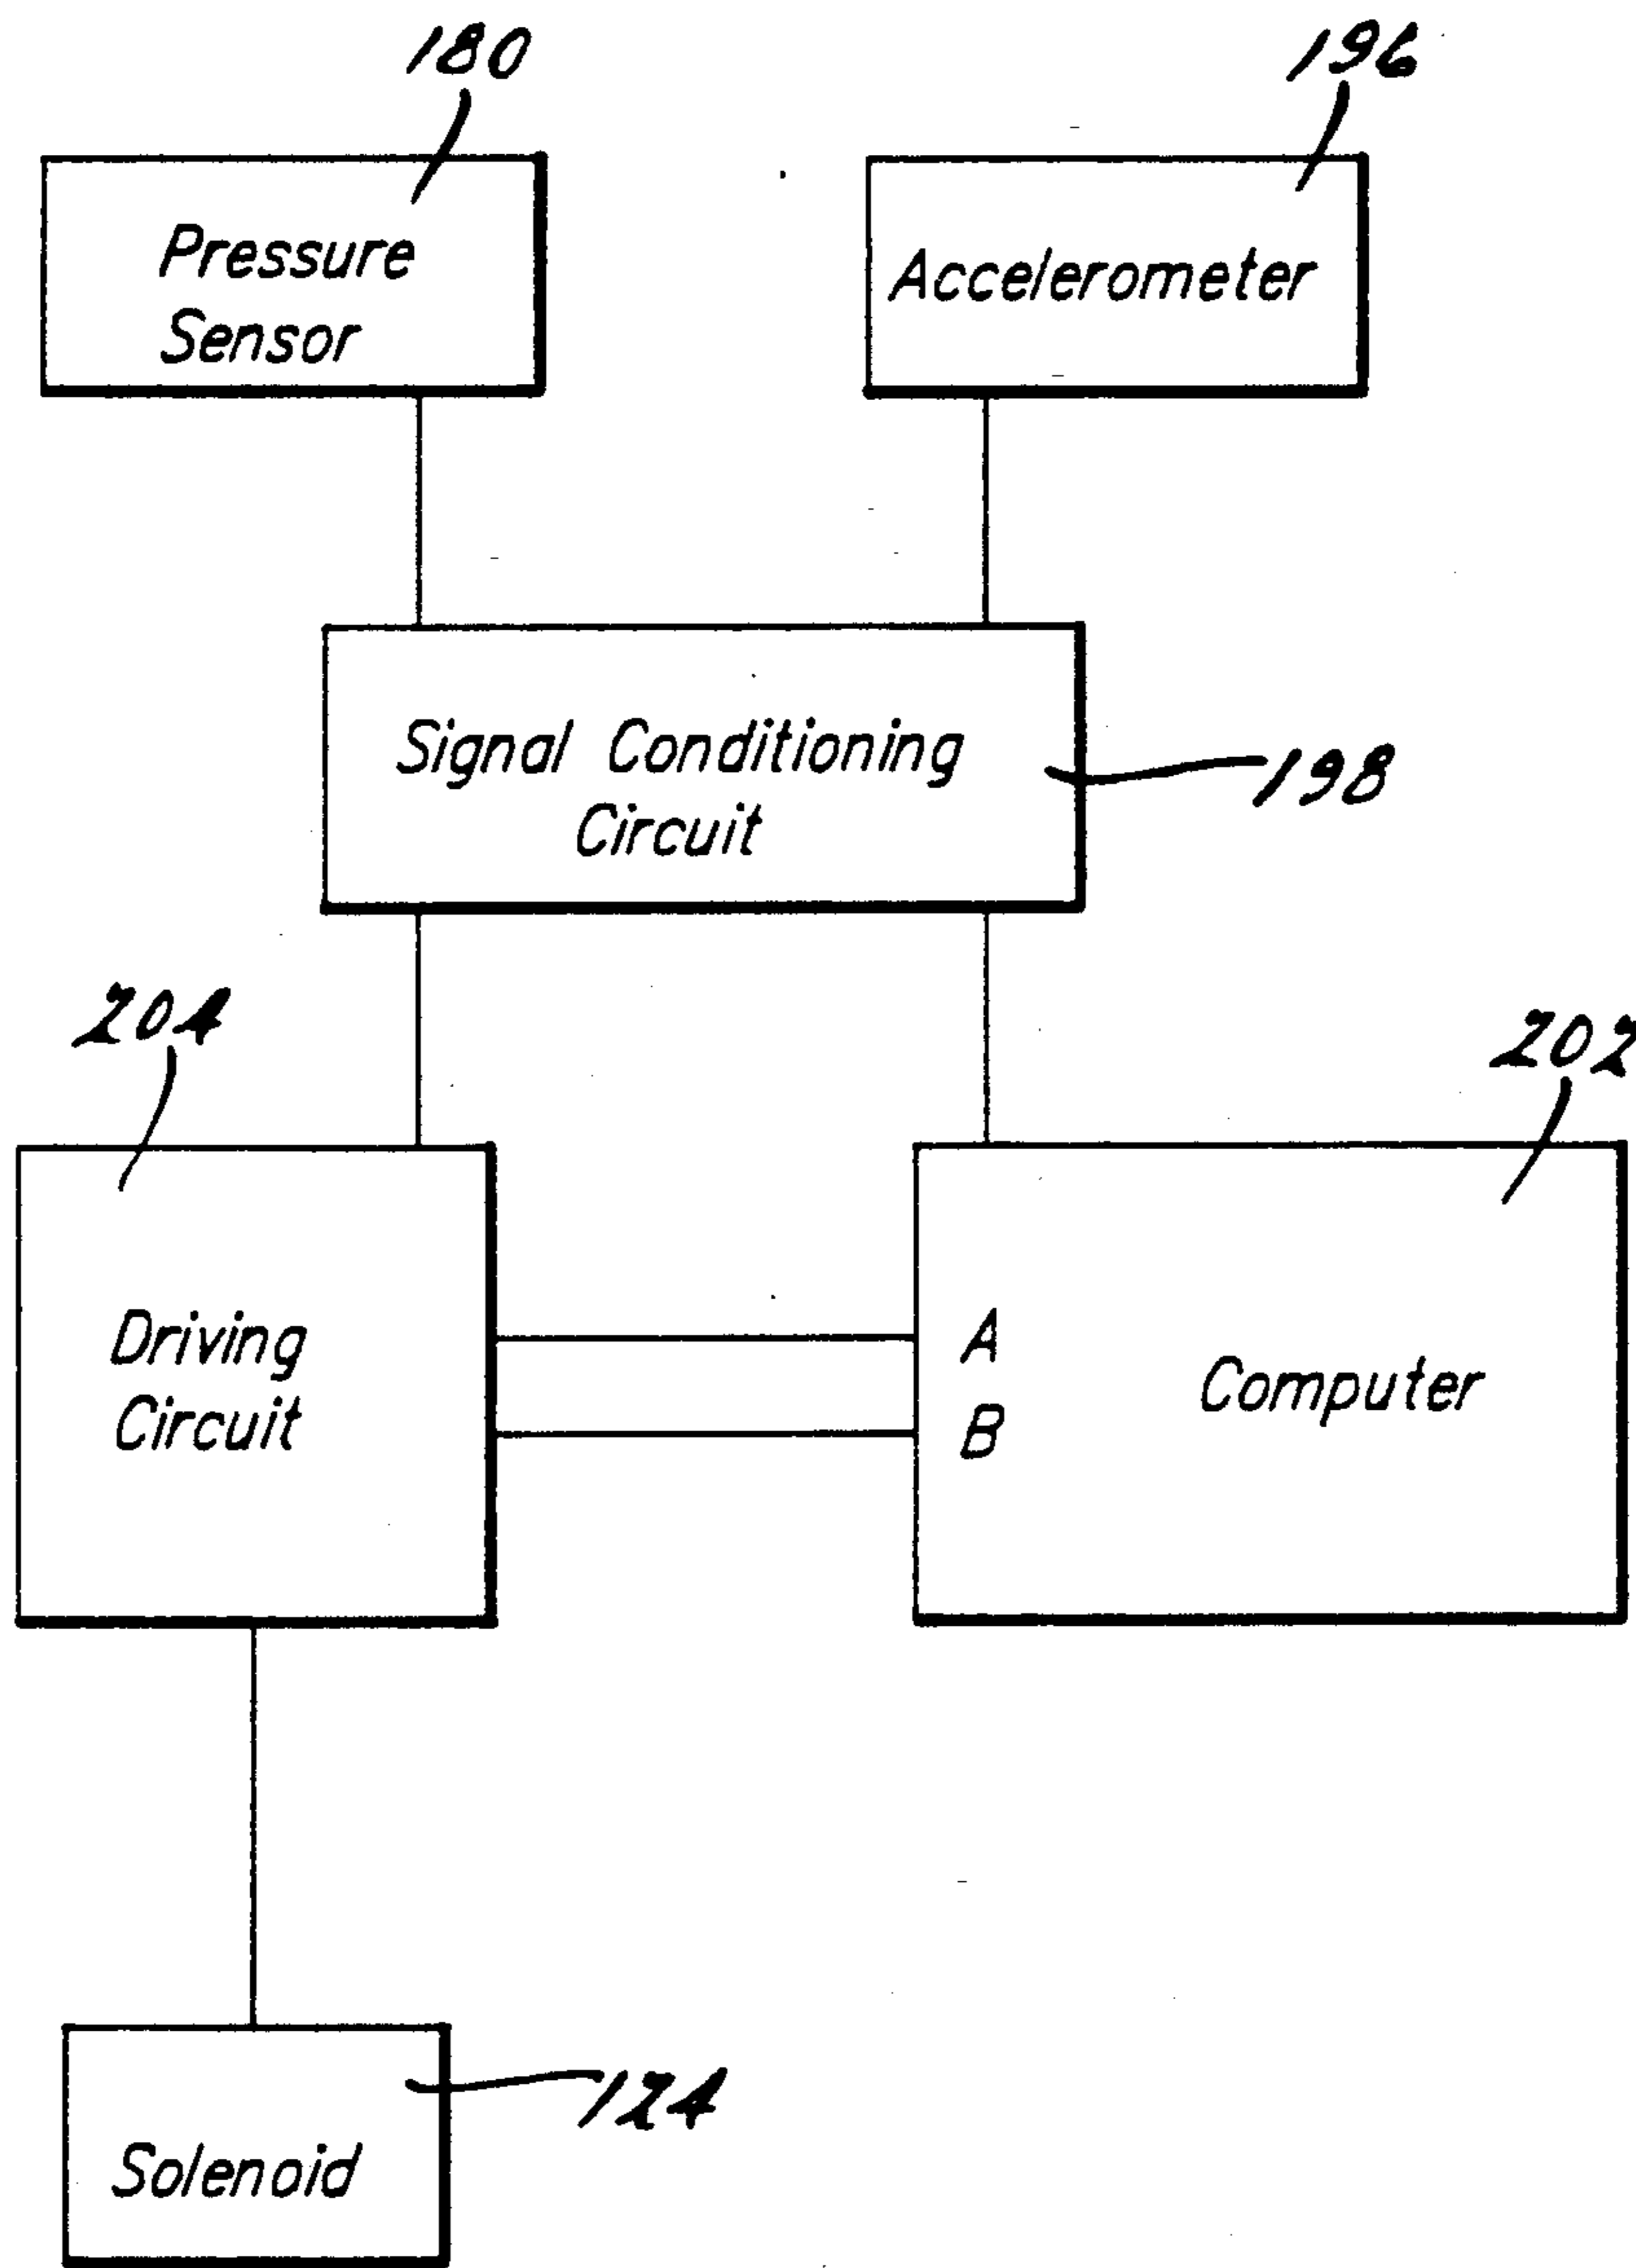 180
196
Pressure
Sensor
Accelerometer
Signal Conditioning
Circuit
198
204
202
Driving
Circuit
A
B
Computer
124
Solenoid